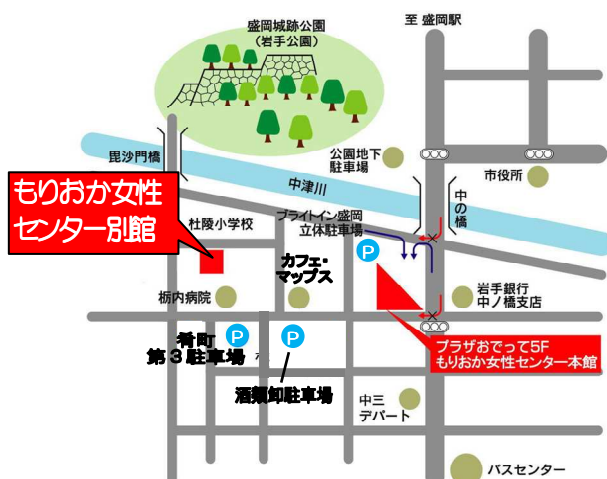 盛岡城跡公園
(岩手公園)
至 盛岡駅
毘沙門橋
公園地下
駐車場
市役所
中津川
中の橋
もりおか女性
センター別館
杜陵小学校
ブライトイン盛岡
立体駐車場
P
カフェ・
マップス
栃内病院
岩手銀行
中ノ橋支店
肴町
第3駐車場
P
P
酒類卸駐車場
プラザおでって5F
もりおか女性センター本館
中三
デパート
バスセンター